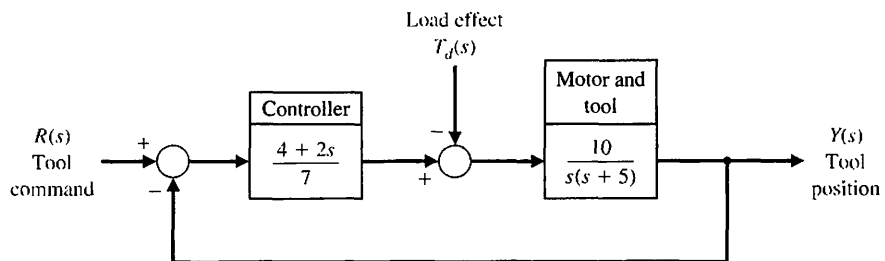 Load effect
T_d(s)
Motor and
tool
Controller
R(s)
Tool
command
+
−
4 + 2s
7
+
−
10
s(s + 5)
Y(s)
Tool
position